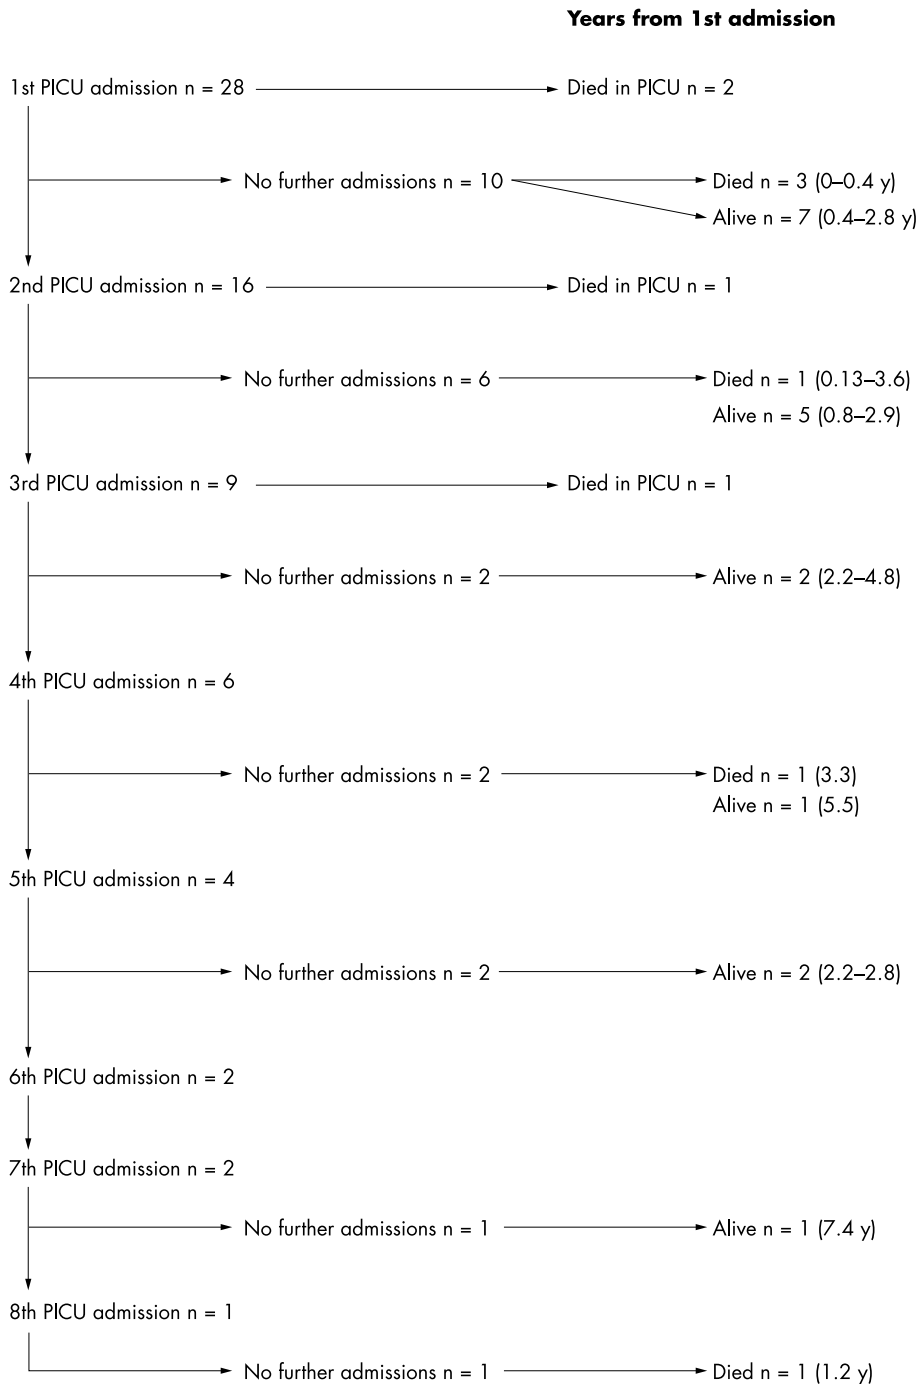 Years from 1st admission
1st PICU admission n = 28 Died in PICU n = 2
No further admissions n = 10 Died n = 3 (0–0.4 y)
Alive n = 7 (0.4–2.8 y)
2nd PICU admission n = 16 Died in PICU n = 1
No further admissions n = 6 Died n = 1 (0.13–3.6)
Alive n = 5 (0.8–2.9)
3rd PICU admission n = 9 Died in PICU n = 1
No further admissions n = 2 Alive n = 2 (2.2–4.8)
4th PICU admission n = 6
No further admissions n = 2 Died n = 1 (3.3)
Alive n = 1 (5.5)
5th PICU admission n = 4
No further admissions n = 2 Alive n = 2 (2.2–2.8)
6th PICU admission n = 2
7th PICU admission n = 2
No further admissions n = 1 Alive n = 1 (7.4 y)
8th PICU admission n = 1
No further admissions n = 1 Died n = 1 (1.2 y)